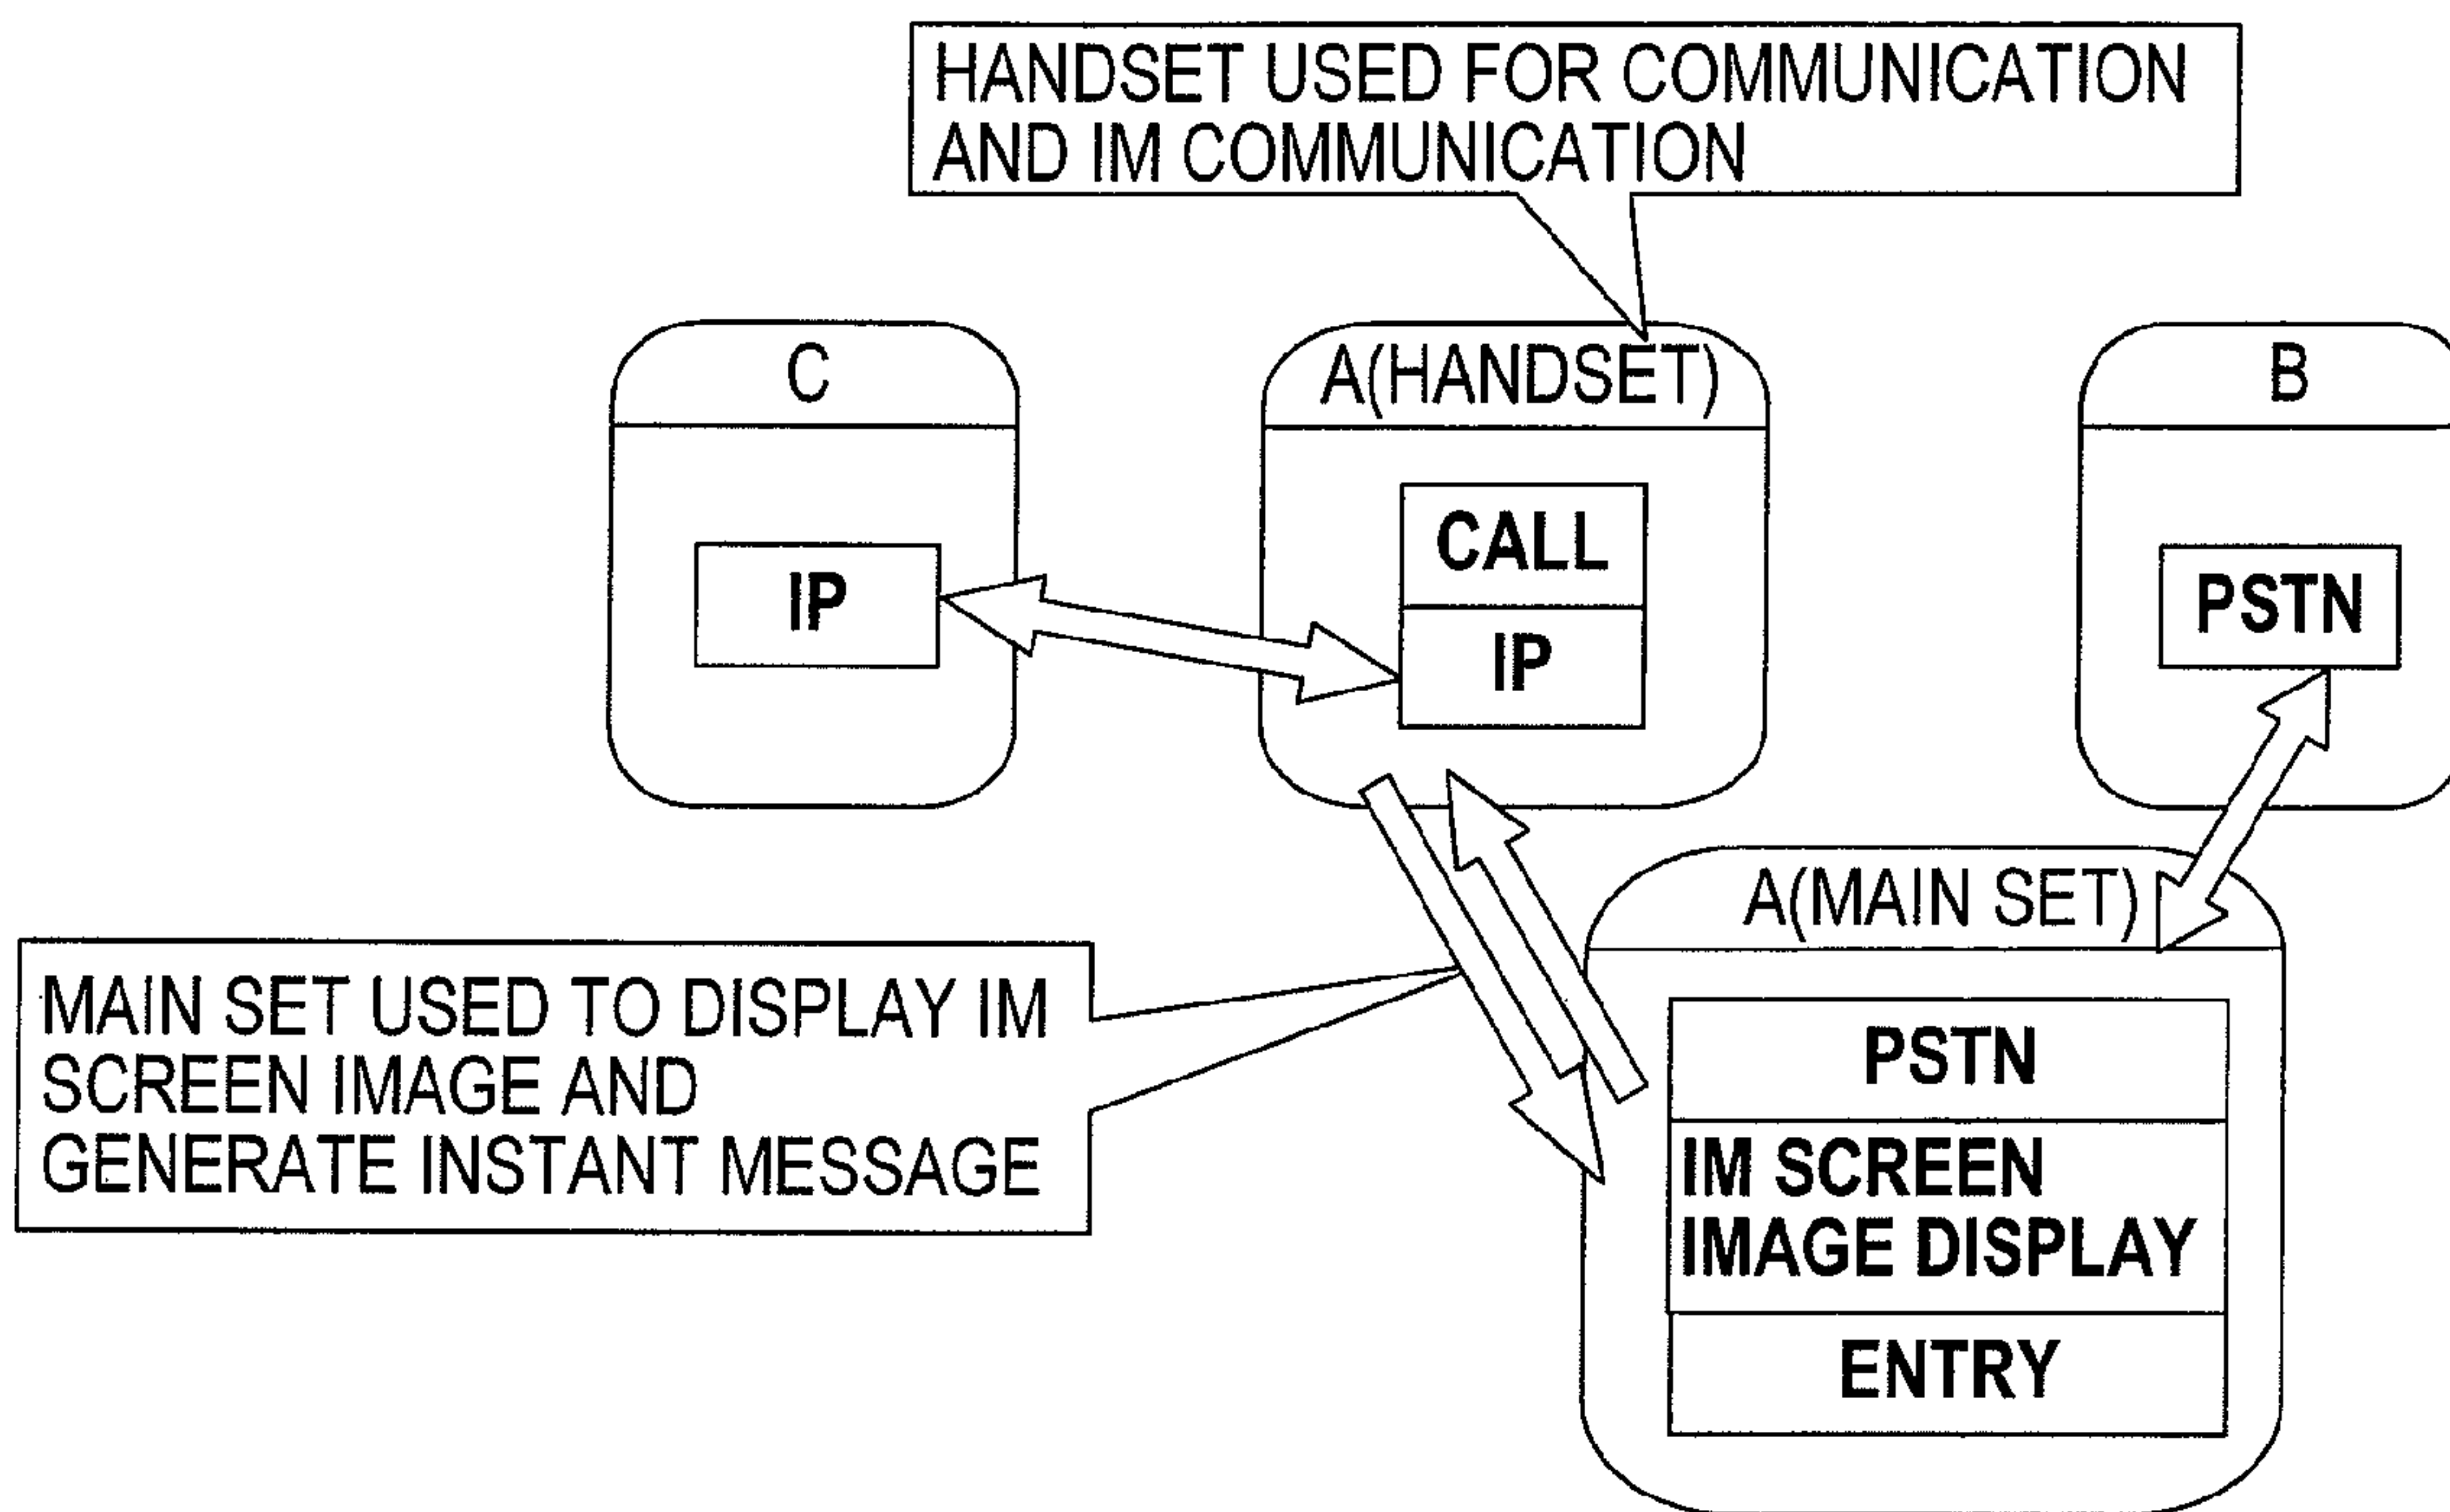 HANDSET USED FOR COMMUNICATION
AND IM COMMUNICATION
C
A(HANDSET)
B
IP
CALL
IP
PSTN
A(MAIN SET)
MAIN SET USED TO DISPLAY IM
SCREEN IMAGE AND
GENERATE INSTANT MESSAGE
PSTN
IM SCREEN
IMAGE DISPLAY
ENTRY